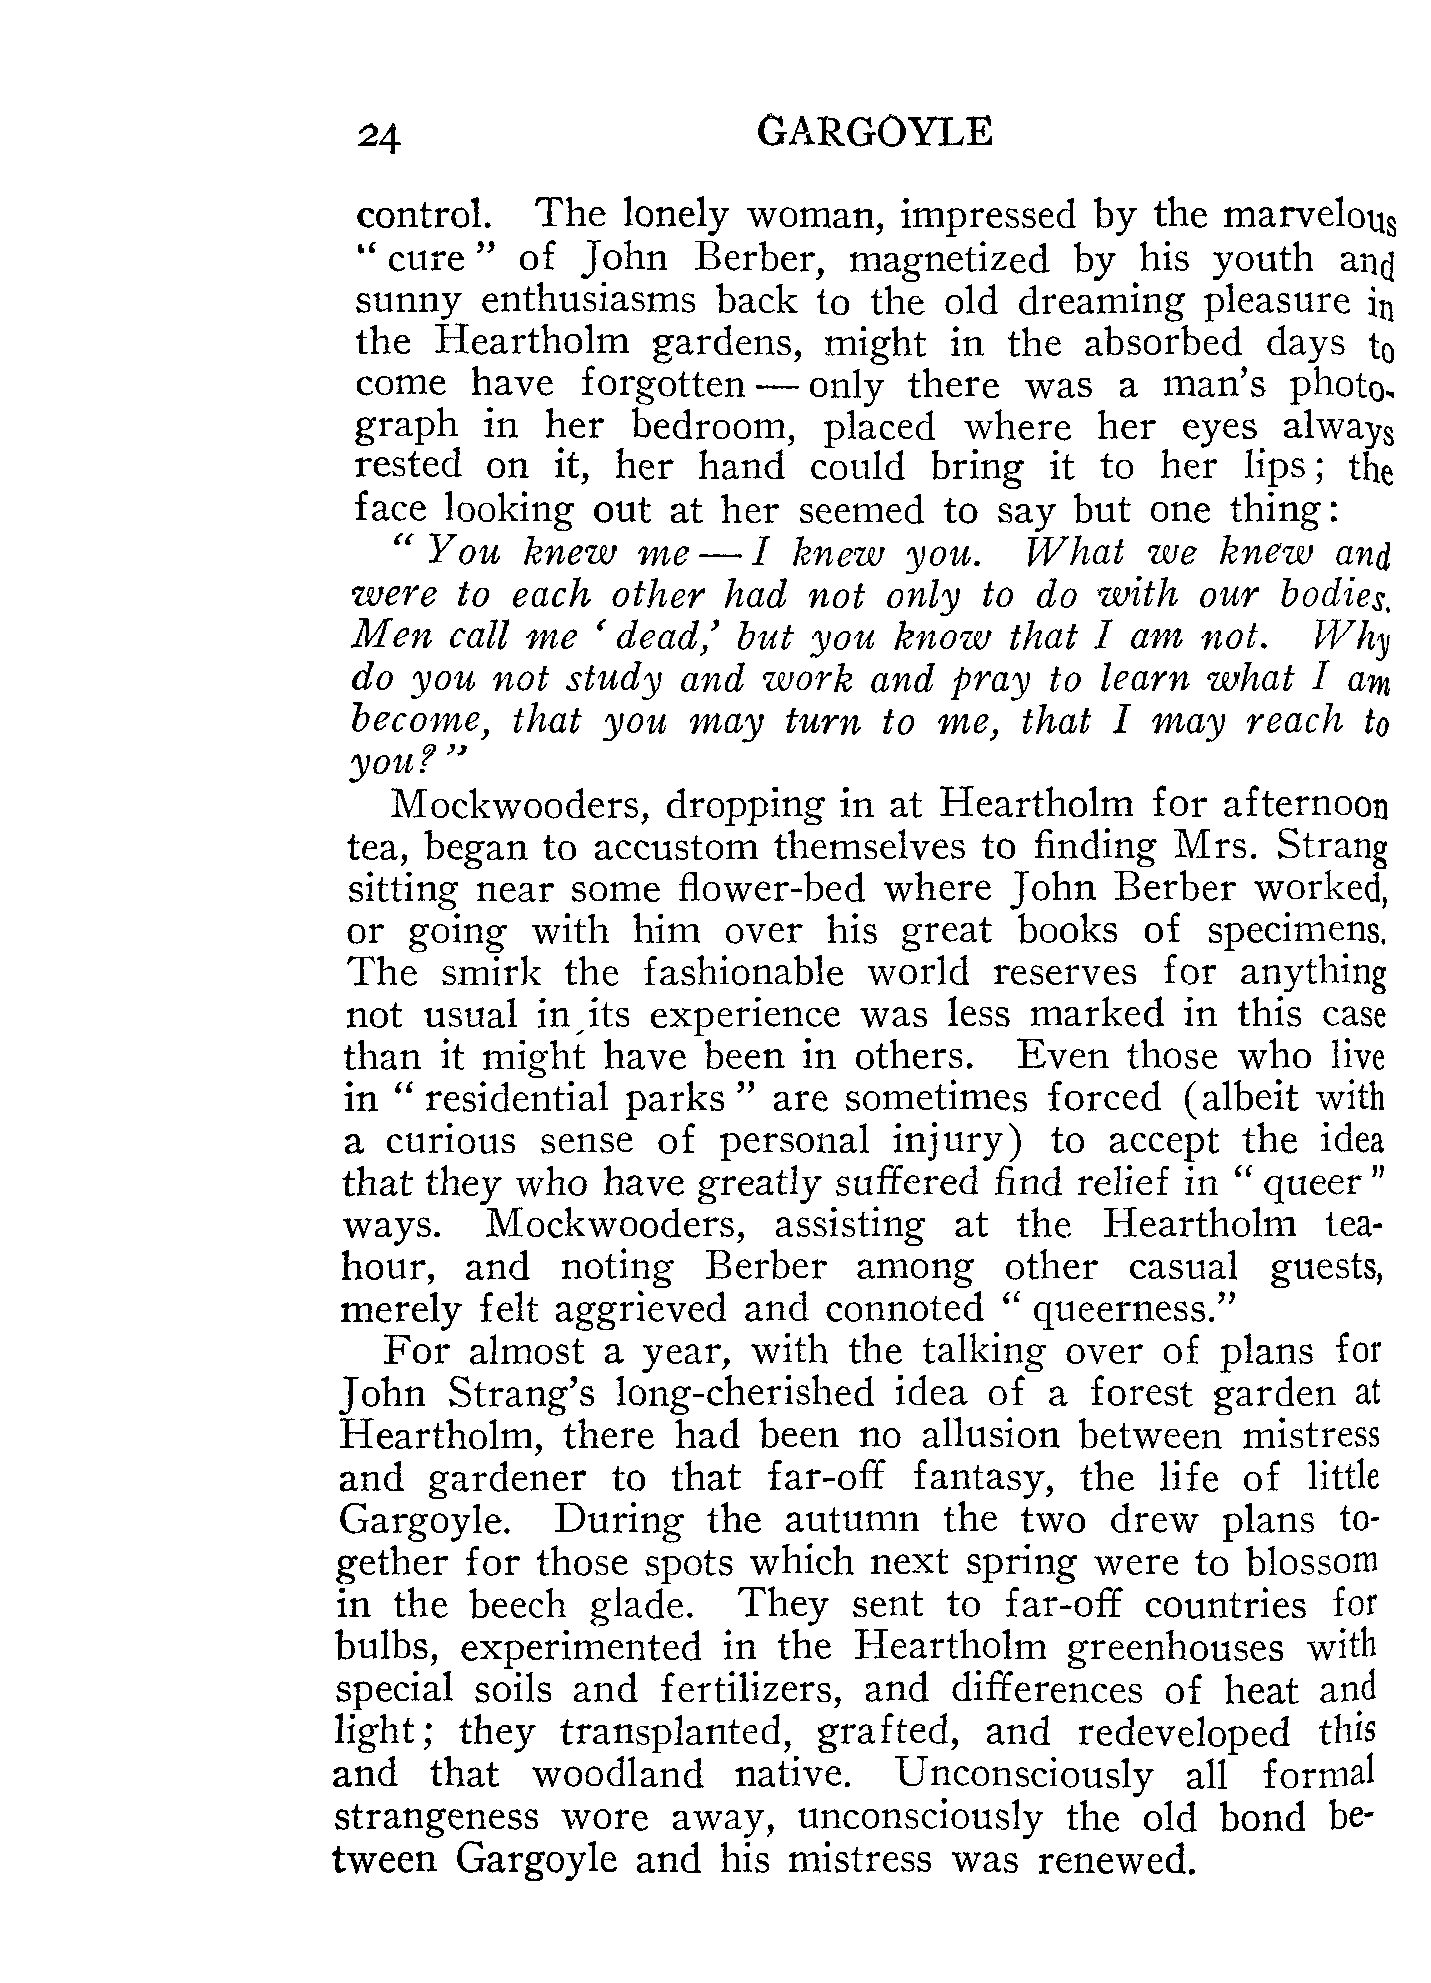 24 GARGOYLE
control. The lonely woman, impressed by the marvelous
“ cure ” of John Berber, magnetized by his youth and
sunny enthusiasms back to the old dreaming pleasure in
the Heartholm gardens, might in the absorbed days to
come have forgotten — only there was a man’s photo-
graph in her bedroom, placed where her eyes always
rested on it, her hand could bring it to her lips; the
face looking out at her seemed to say but one thing:
“ You knew me — I knew you. What we knew and
were to each other had not only to do with our bodies.
Men call me ‘ dead,’ but you know that I am not. Why
do you not study and work and pray to learn what I am
become, that you may turn to me, that I may reach to
you? ”
Mockwooders, dropping in at Heartholm for afternoon
tea, began to accustom themselves to finding Mrs. Strang
sitting near some flower-bed where John Berber worked,
or going with him over his great books of specimens.
The smirk the fashionable world reserves for anything
not usual in its experience was less marked in this case
than it might have been in others. Even those who live
in “ residential parks ” are sometimes forced (albeit with
a curious sense of personal injury) to accept the idea
that they who have greatly suffered find relief in “ queer ”
ways. Mockwooders, assisting at the Heartholm tea-
hour, and noting Berber among other casual guests,
merely felt aggrieved and connoted “ queerness.”
For almost a year, with the talking over of plans for
John Strang’s long-cherished idea of a forest garden at
Heartholm, there had been no allusion between mistress
and gardener to that far-off fantasy, the life of little
Gargoyle. During the autumn the two drew plans to-
gether for those spots which next spring were to blossom
in the beech glade. They sent to far-off countries for
bulbs, experimented in the Heartholm greenhouses with
special soils and fertilizers, and differences of heat and
light; they transplanted, grafted, and redeveloped this
and that woodland native. Unconsciously all formal
strangeness wore away, unconsciously the old bond be-
tween Gargoyle and his mistress was renewed.